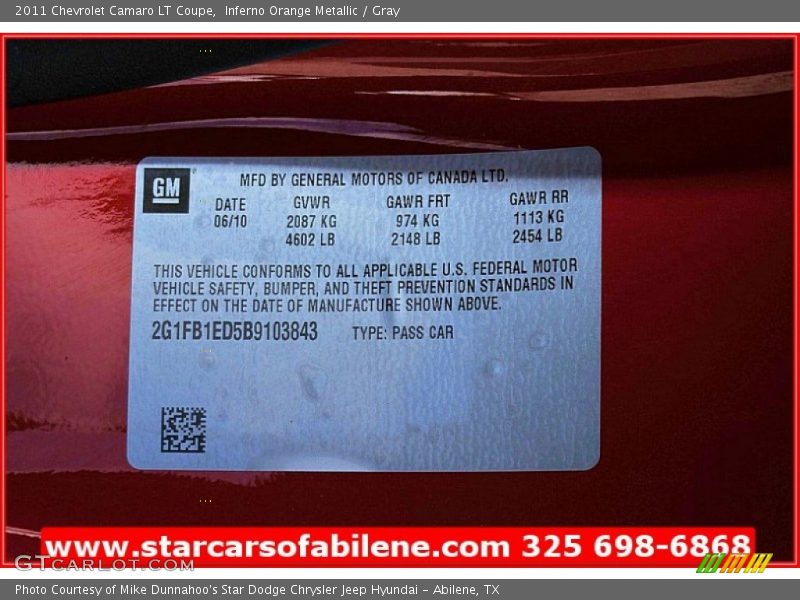 2011 Chevrolet Camaro LT Coupe,  Inferno Orange Metallic / Gray
GM
MFD BY GENERAL MOTORS OF CANADA LTD.
DATE GVWR GAWR FRT GAWR RR
06/10 2087 KG 974 KG 1113 KG
4602 LB 2148 LB 2454 LB
THIS VEHICLE CONFORMS TO ALL APPLICABLE U.S. FEDERAL MOTOR
VEHICLE SAFETY, BUMPER, AND THEFT PREVENTION STANDARDS IN
EFFECT ON THE DATE OF MANUFACTURE SHOWN ABOVE.
2G1FB1ED5B9103843 TYPE: PASS CAR
www.starcarsofabilene.com 325 698-6868
GTCARLOT.COM
Photo Courtesy of Mike Dunnahoo's Star Dodge Chrysler Jeep Hyundai - Abilene, TX